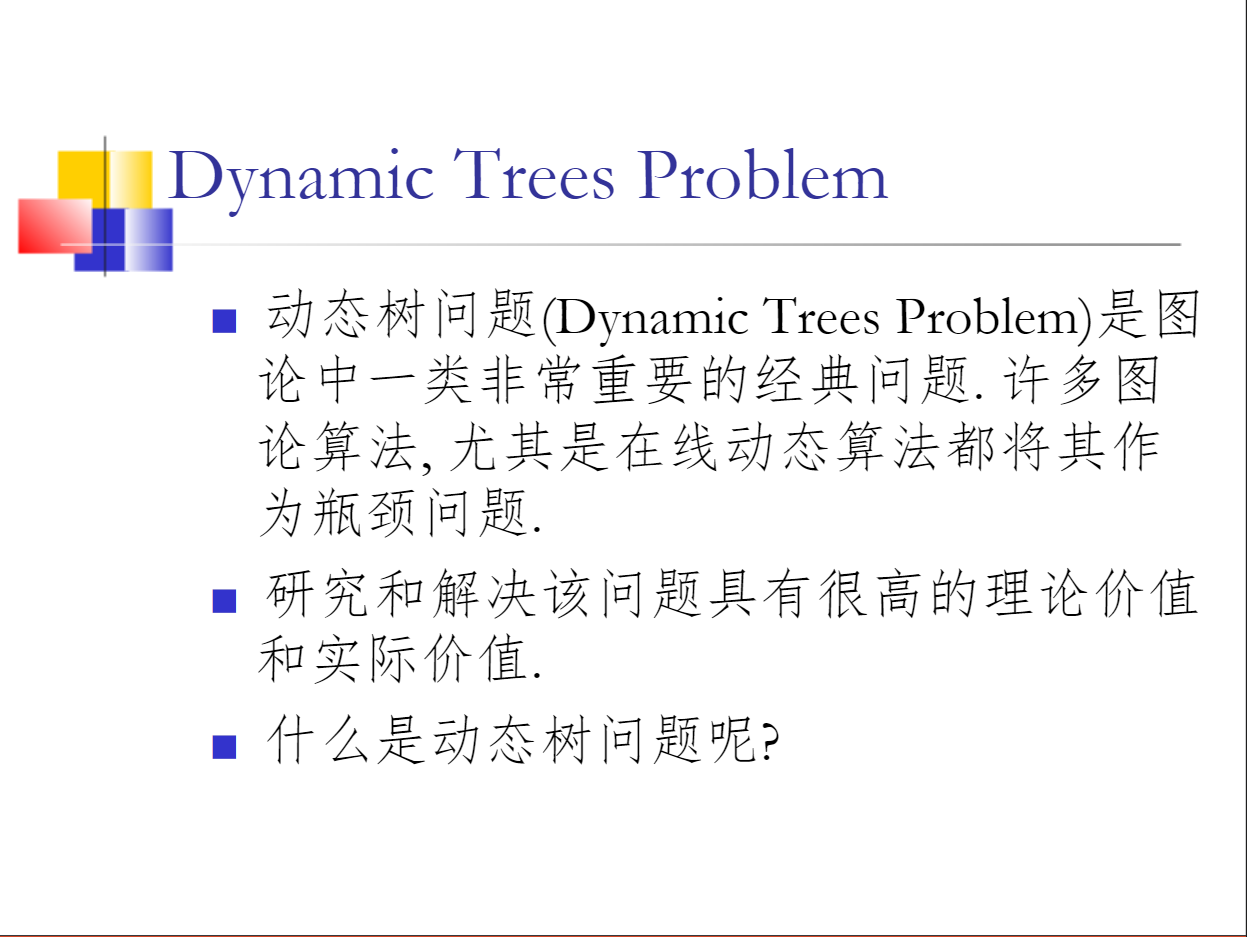 Dynamic Trees Problem
动态树问题(Dynamic Trees Problem)是图
论中一类非常重要的经典问题. 许多图
论算法, 尤其是在线动态算法都将其作
为瓶颈问题.
研究和解决该问题具有很高的理论价值
和实际价值.
什么是动态树问题呢?